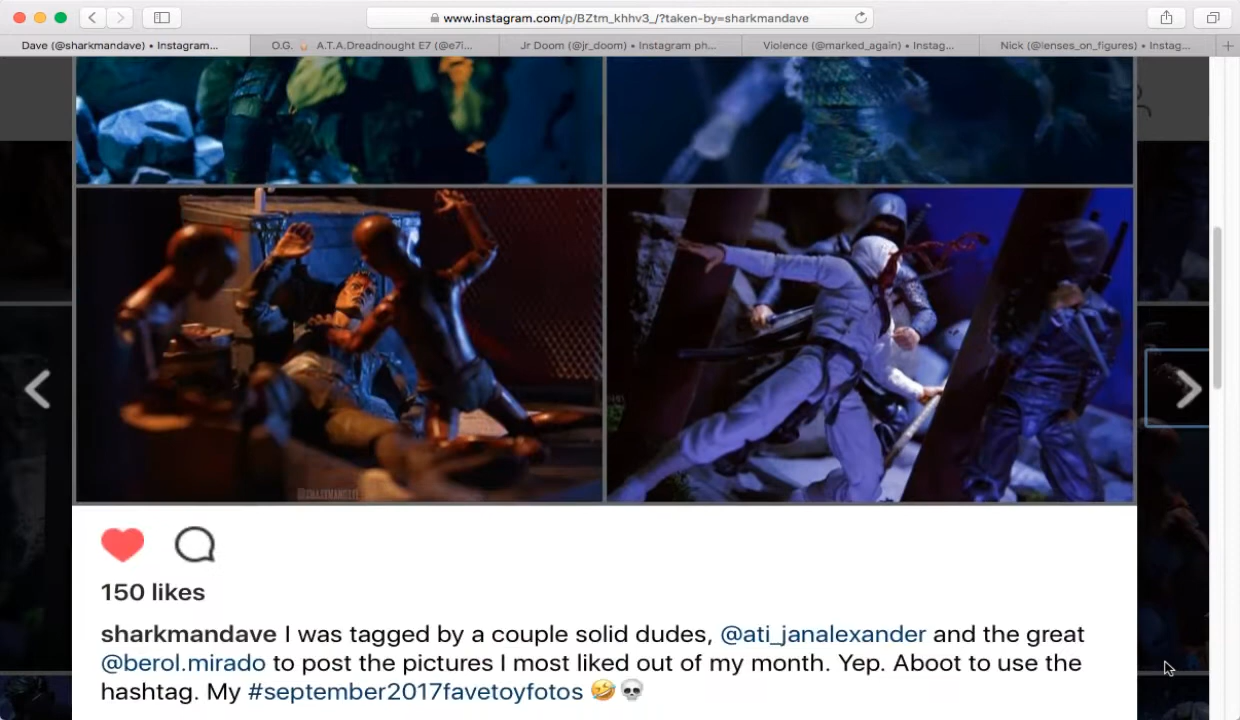 www.instagram.com/p/BZtm_khhv3_/?taken-by=sharkmandave
Dave (@sharkmandave) • Instagram...
O.G. 🔥 A.T.A.Dreadnought E7 (@e7i...
Jr Doom (@jr_doom) • Instagram ph...
Violence (@marked_again) • Instag...
Nick (@lenses_on_figures) • Instag...
@SHARKMANDAVE
150 likes
sharkmandave I was tagged by a couple solid dudes, @ati_janalexander and the great
@berol.mirado to post the pictures I most liked out of my month. Yep. Aboot to use the
hashtag. My #september2017favetoyfotos 🤣💀